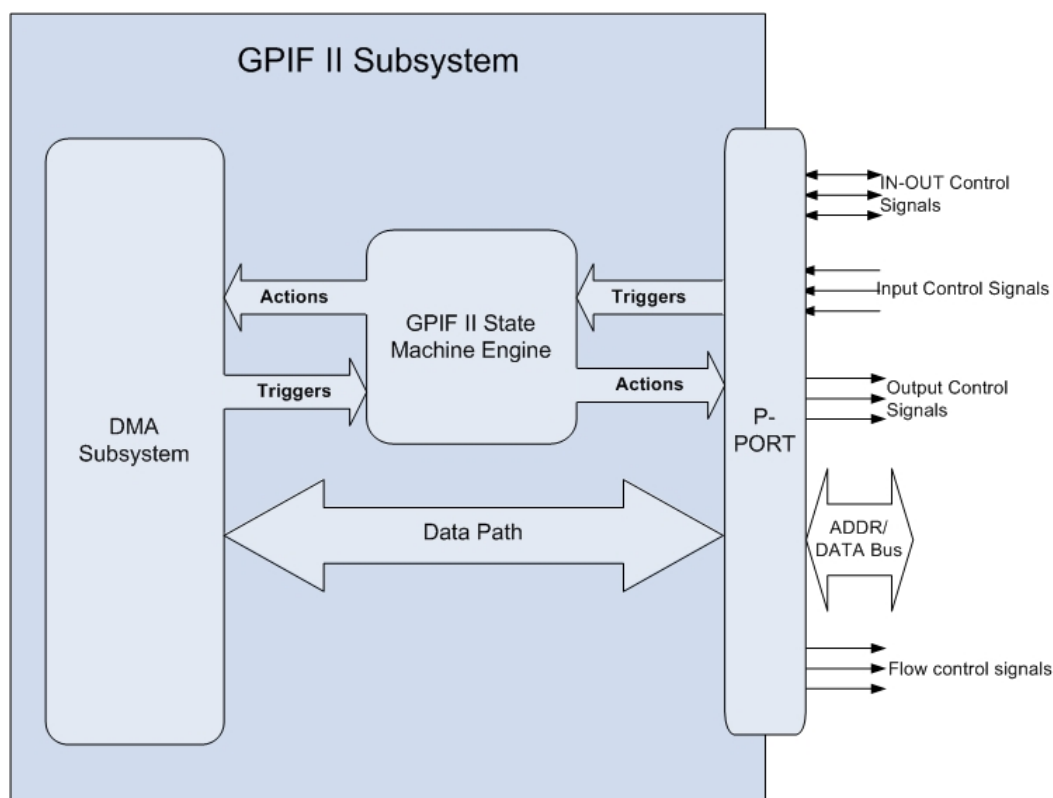 GPIF II Subsystem
IN-OUT Control
Signals
Actions
Triggers
Input Control Signals
GPIF II State
Machine Engine
Triggers
Actions
Output Control
Signals
DMA
Subsystem
P-
PORT
Data Path
ADDR/
DATA Bus
Flow control signals